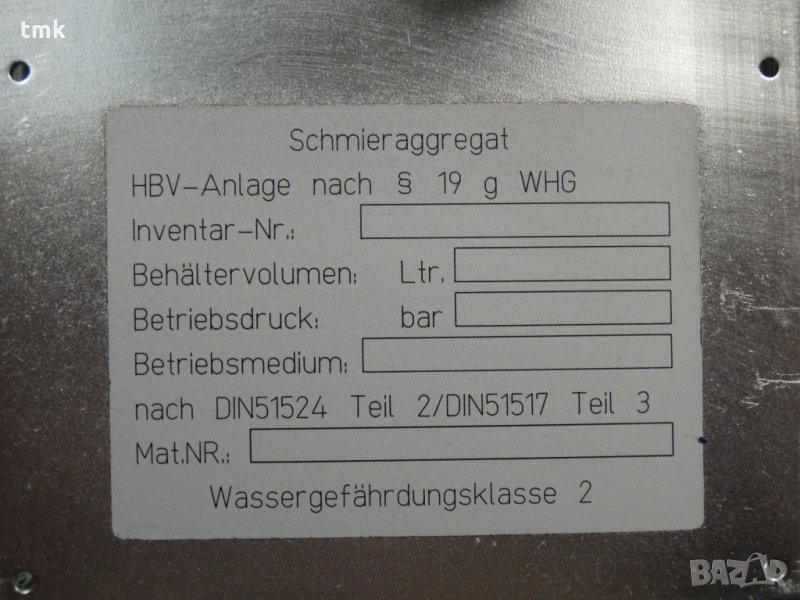 tmk
Schmieraggregat
HBV-Anlage nach § 19 g WHG
Inventar-Nr.:
Behältervolumen: Ltr.
Betriebsdruck: bar
Betriebsmedium:
nach DIN51524 Teil 2/DIN51517 Teil 3
Mat.NR.:
Wassergefährdungsklasse 2
BAZAR